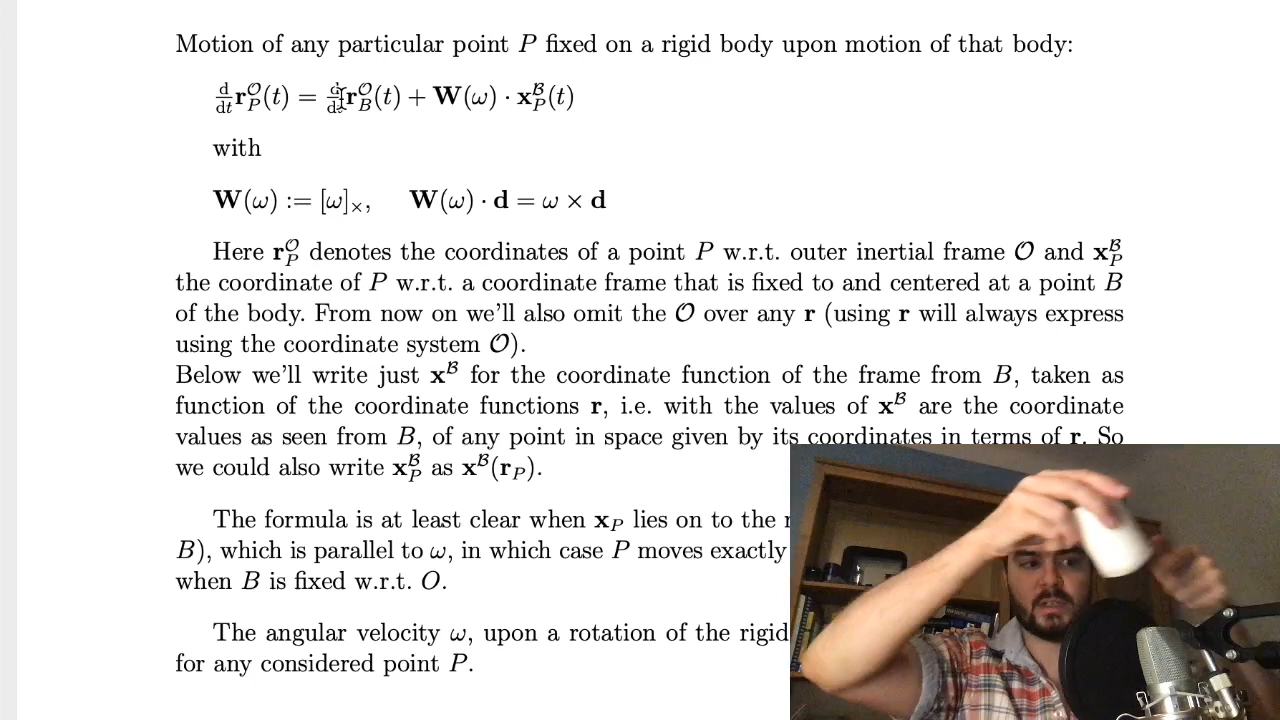 Motion of any particular point P fixed on a rigid body upon motion of that body:
d/dt r_P^𝒪(t) = d/dt r_B^𝒪(t) + W(ω) · x_P^ℬ(t)
with
W(ω) := [ω]_×, W(ω) · d = ω × d
Here r_P^𝒪 denotes the coordinates of a point P w.r.t. outer inertial frame 𝒪 and x_P^ℬ
the coordinate of P w.r.t. a coordinate frame that is fixed to and centered at a point B
of the body. From now on we'll also omit the 𝒪 over any r (using r will always express
using the coordinate system 𝒪).
Below we'll write just x^ℬ for the coordinate function of the frame from B, taken as
function of the coordinate functions r, i.e. with the values of x^ℬ are the coordinate
values as seen from B, of any point in space given by its coordinates in terms of r. So
we could also write x_P^ℬ as x^ℬ(r_P).
The formula is at least clear when x_P lies on to the
B), which is parallel to ω, in which case P moves exactly
when B is fixed w.r.t. O.
The angular velocity ω, upon a rotation of the rigid
for any considered point P.